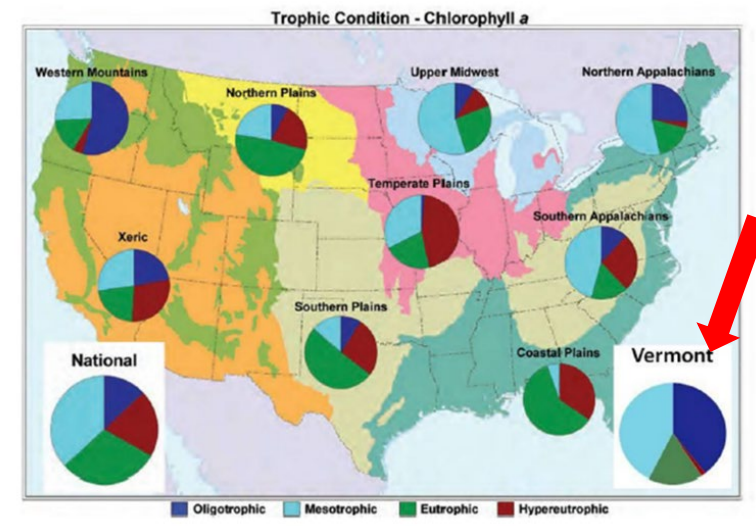 Trophic Condition - Chlorophyll a
Western Mountains
Upper Midwest
Northern Appalachians
Northern Plains
Temperate Plains
Southern Appalachians
Xeric
Southern Plains
National
Coastal Plains
Vermont
Oligotrophic Mesotrophic Eutrophic Hypereutrophic